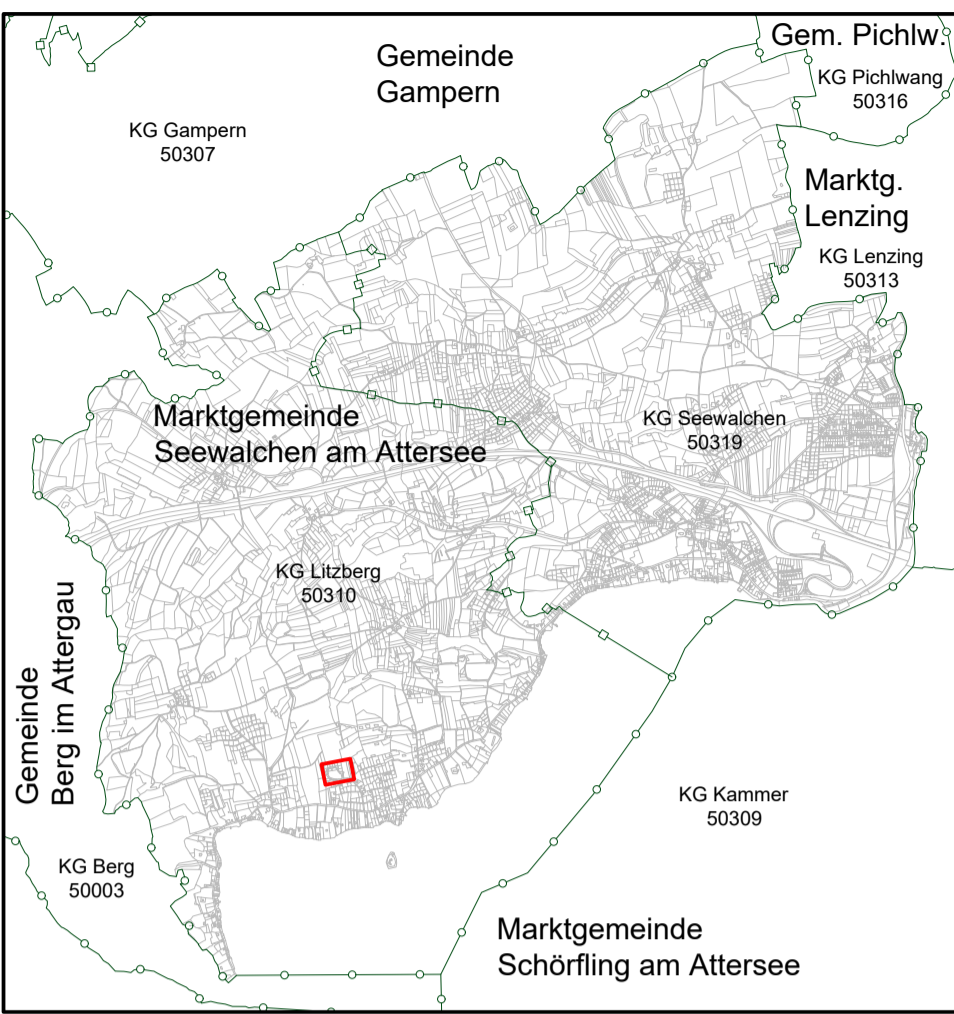 Gemeinde
Gampern
Gem. Pichlw.
KG Pichlwang
50316
KG Gampern
50307
Marktg.
Lenzing
KG Lenzing
50313
Marktgemeinde
Seewalchen am Attersee
KG Seewalchen
50319
KG Litzberg
50310
Gemeinde
Berg im Attergau
KG Kammer
50309
KG Berg
50003
Marktgemeinde
Schörfling am Attersee